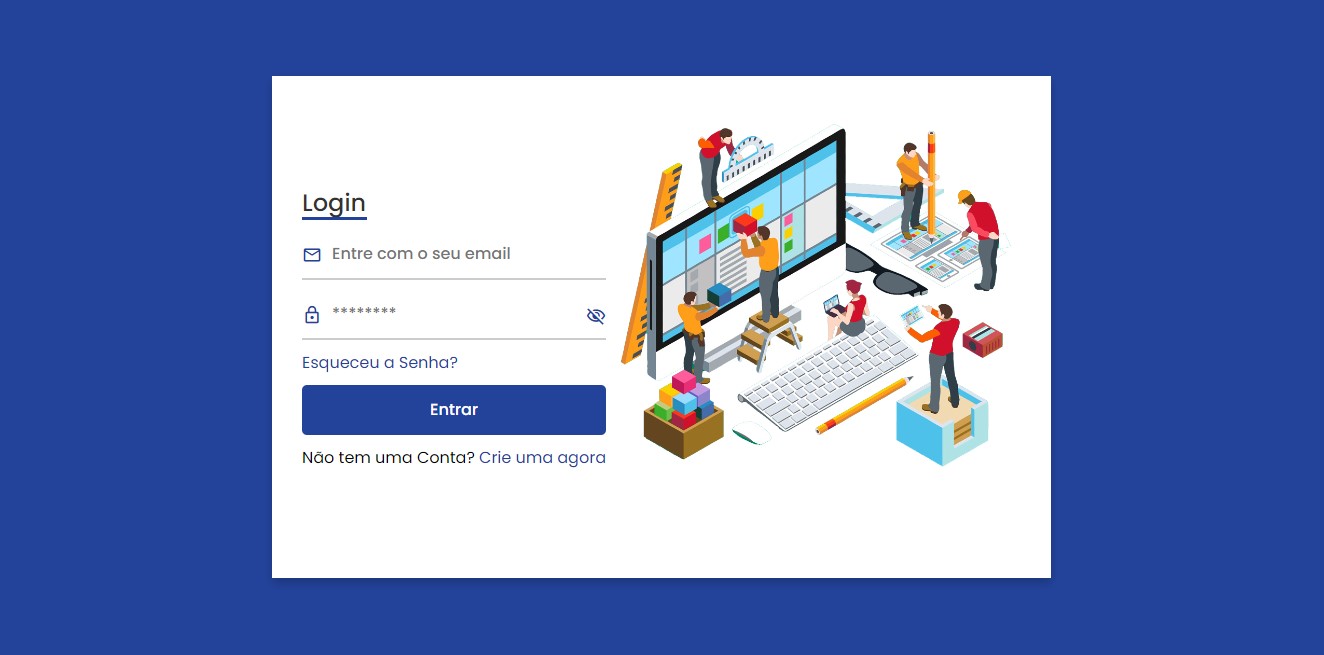 Login
Entre com o seu email
********
Esqueceu a Senha?
Entrar
Não tem uma Conta? Crie uma agora